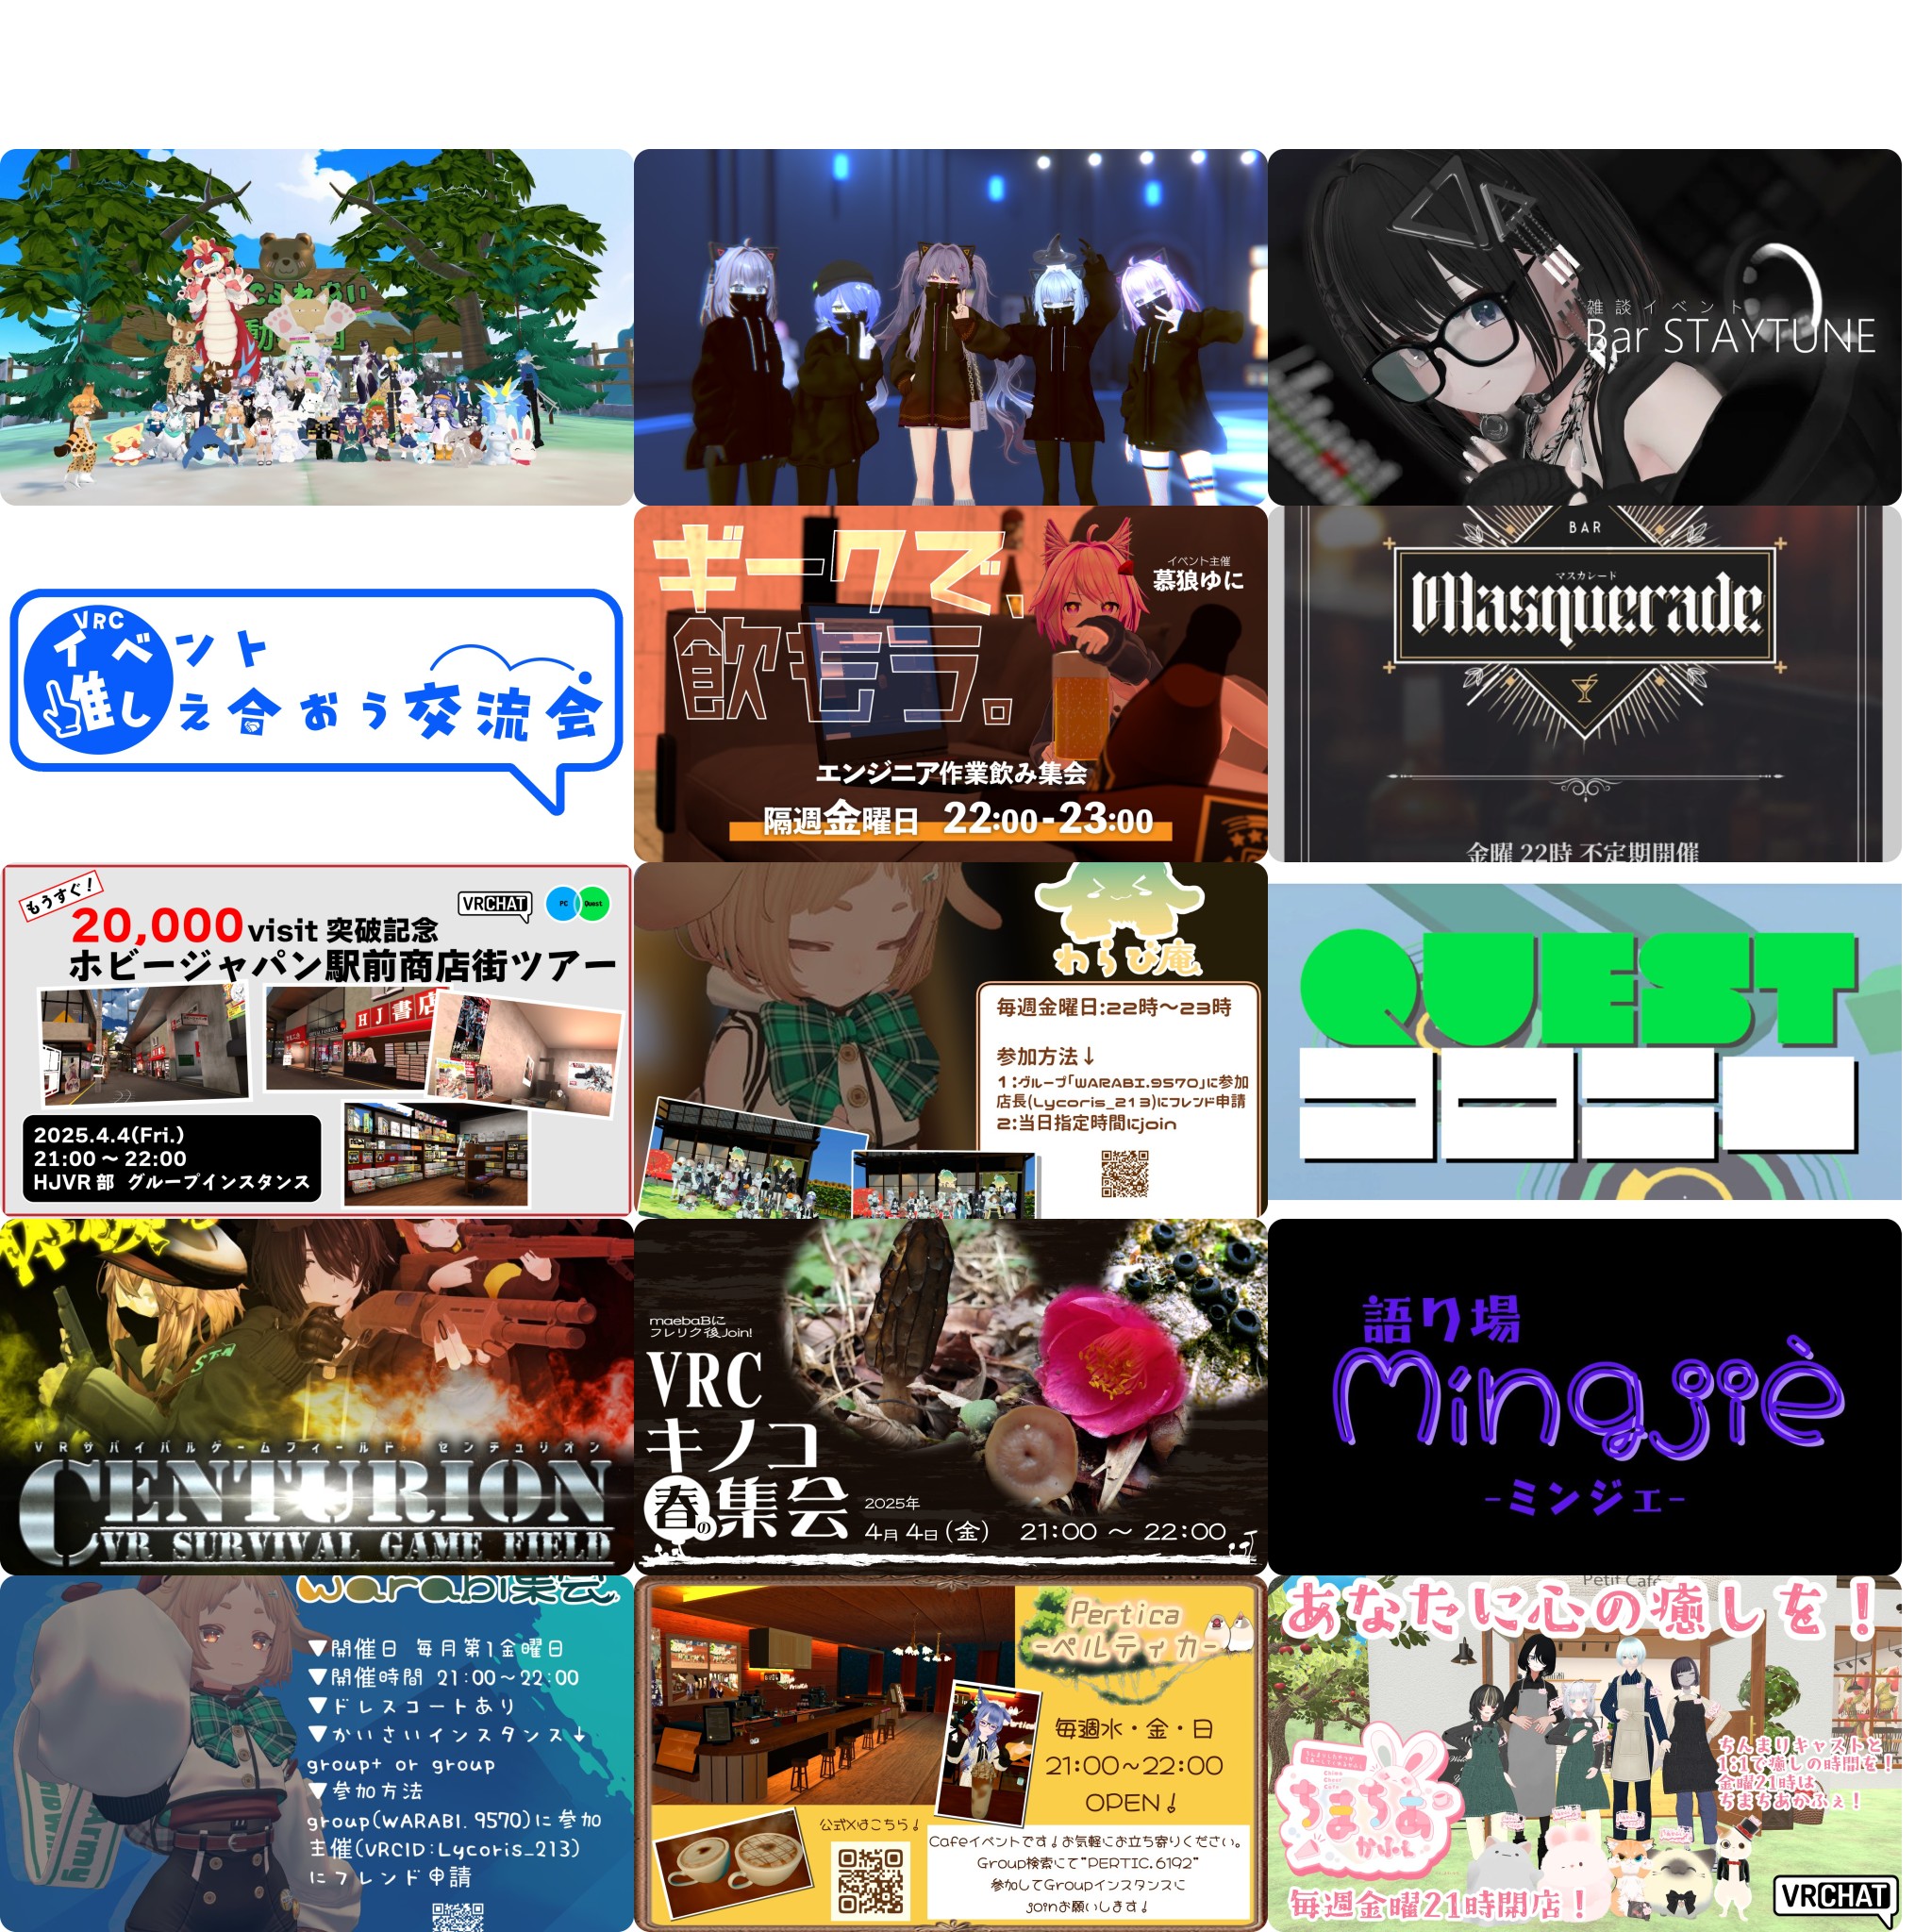 ふれあい
動
園
雑談イベント
Bar STAYTUNE
VRC
イベント
推し え合おう交流会
ギークで、
飲もう。
イベント主催
慕狼ゆに
エンジニア作業飲み集会
隔週金曜日 22:00-23:00
BAR
マスカレード
Masquerade
金曜 22時 不定期開催
もうすぐ!
20,000visit 突破記念
ホビージャパン駅前商店街ツアー
VRCHAT
PC Quest
HJ書店
2025.4.4(Fri.)
21:00～22:00
HJVR部 グループインスタンス
わらび庵
毎週金曜日:22時～23時
参加方法↓
1:グループ「WARABI.9570」に参加
店長(Lycoris_213)にフレンド申請
2:当日指定時間にjoin
QUEST
コロニー
体験
VRサバイバルゲームフィールド センチュリオン
CENTURION
VR SURVIVAL GAME FIELD
maebaBに
フレリク後Join!
VRC
キノコ
春の集会
2025年
4月4日(金) 21:00 ～ 22:00
語り場
Mingjiè
-ミンジェ-
warabi集会
▼開催日 毎月第1金曜日
▼開催時間 21:00～22:00
▼ドレスコードあり
▼かいさいインスタンス↓
group+ or group
▼参加方法
group(WARABI.9570)に参加
主催(VRCID:Lycoris_213)
にフレンド申請
Pertica
-ペルティカ-
毎週水・金・日
21:00～22:00
OPEN!
公式Xはこちら!
Cafeイベントです!お気軽にお立ち寄りください。
Group検索にて"PERTIC.6192"
参加してGroupインスタンスに
joinお願いします!
Petit Café
あなたに心の癒しを!
ちんまりキャストと
1:1で癒しの時間を!
金曜21時は、
ちまちあかふぇ!
ちまちあ
かふぇ
毎週金曜21時開店!
VRCHAT